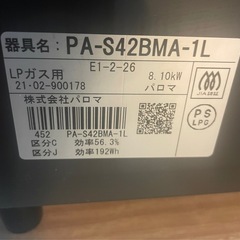 器具名：PA-S42BMA-1L
E1-2-26
LPガス用 8.10kW
21・02-900178 パロマ
株式会社パロマ
PS
LPG
452 PA-S42BMA-1L
区分C 効率56.3%
区分J 効率192Wh